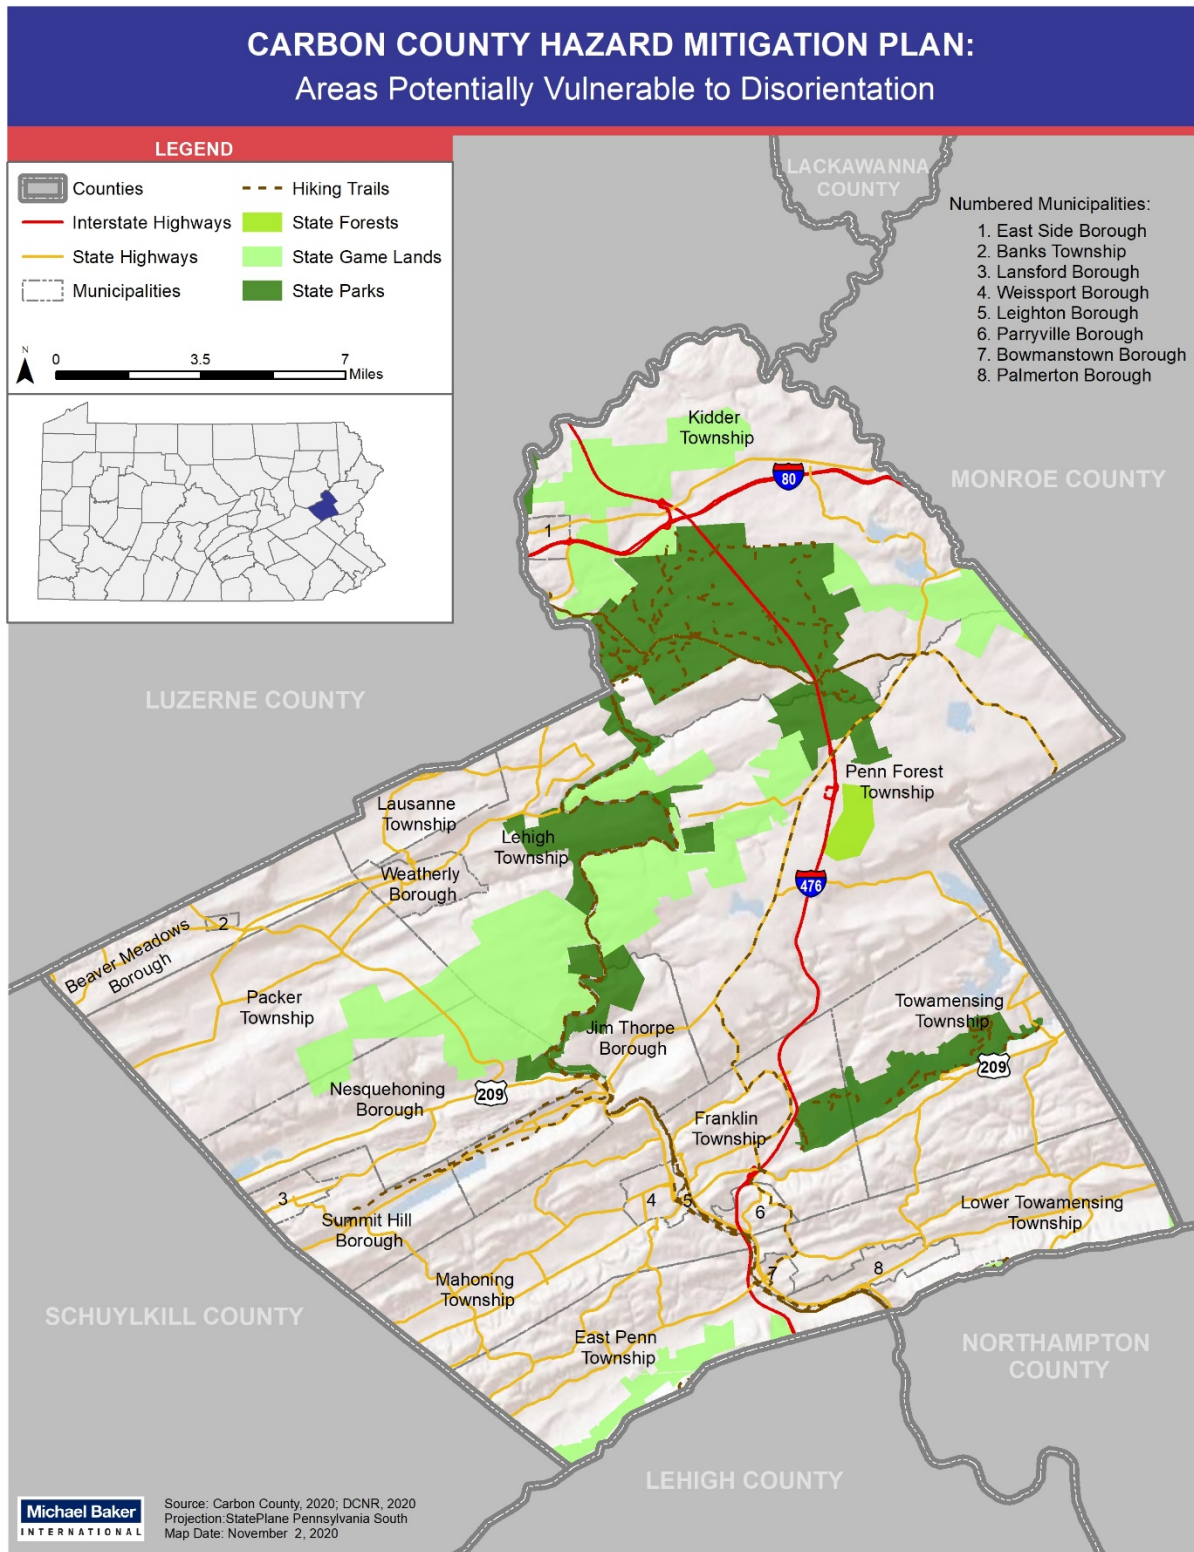 CARBON COUNTY HAZARD MITIGATION PLAN:
Areas Potentially Vulnerable to Disorientation
LEGEND
Counties
Interstate Highways
State Highways
Municipalities
Hiking Trails
State Forests
State Game Lands
State Parks
N
0 3.5 7
Miles
LACKAWANNA
COUNTY
Numbered Municipalities:
1. East Side Borough
2. Banks Township
3. Lansford Borough
4. Weissport Borough
5. Leighton Borough
6. Parryville Borough
7. Bowmanstown Borough
8. Palmerton Borough
Kidder
Township
80
MONROE COUNTY
1
LUZERNE COUNTY
Penn Forest
Township
Lausanne
Township
Lehigh
Township
Weatherly
Borough
476
2
Beaver Meadows
Borough
Packer
Township
Towamensing
Township
Jim Thorpe
Borough
209
Nesquehoning
Borough
209
Franklin
Township
3
4
5
6
Summit Hill
Borough
Lower Towamensing
Township
7
8
Mahoning
Township
East Penn
Township
SCHUYLKILL COUNTY
NORTHAMPTON
COUNTY
LEHIGH COUNTY
Michael Baker
INTERNATIONAL
Source: Carbon County, 2020; DCNR, 2020
Projection:StatePlane Pennsylvania South
Map Date: November 2, 2020